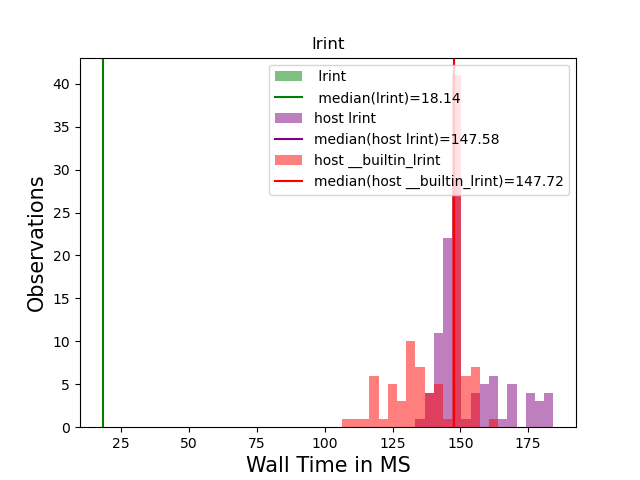 lrint
lrint
median(lrint)=18.14
host lrint
median(host lrint)=147.58
host __builtin_lrint
median(host __builtin_lrint)=147.72
Observations
40
35
30
25
20
15
10
5
0
25 50 75 100 125 150 175
Wall Time in MS